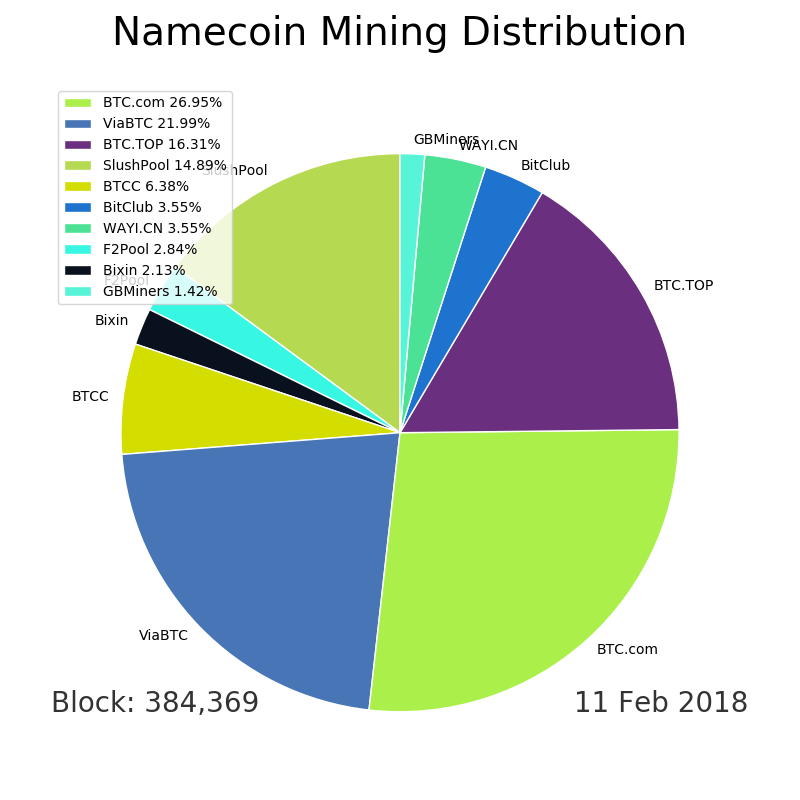 Namecoin Mining Distribution
BTC.com 26.95%
ViaBTC 21.99%
BTC.TOP 16.31%
SlushPool 14.89%
BTCC 6.38%
BitClub 3.55%
WAYI.CN 3.55%
F2Pool 2.84%
Bixin 2.13%
GBMiners 1.42%
GBMiners
WAYI.CN
BitClub
SlushPool
F2Pool
BTC.TOP
Bixin
BTCC
ViaBTC
BTC.com
Block: 384,369
11 Feb 2018